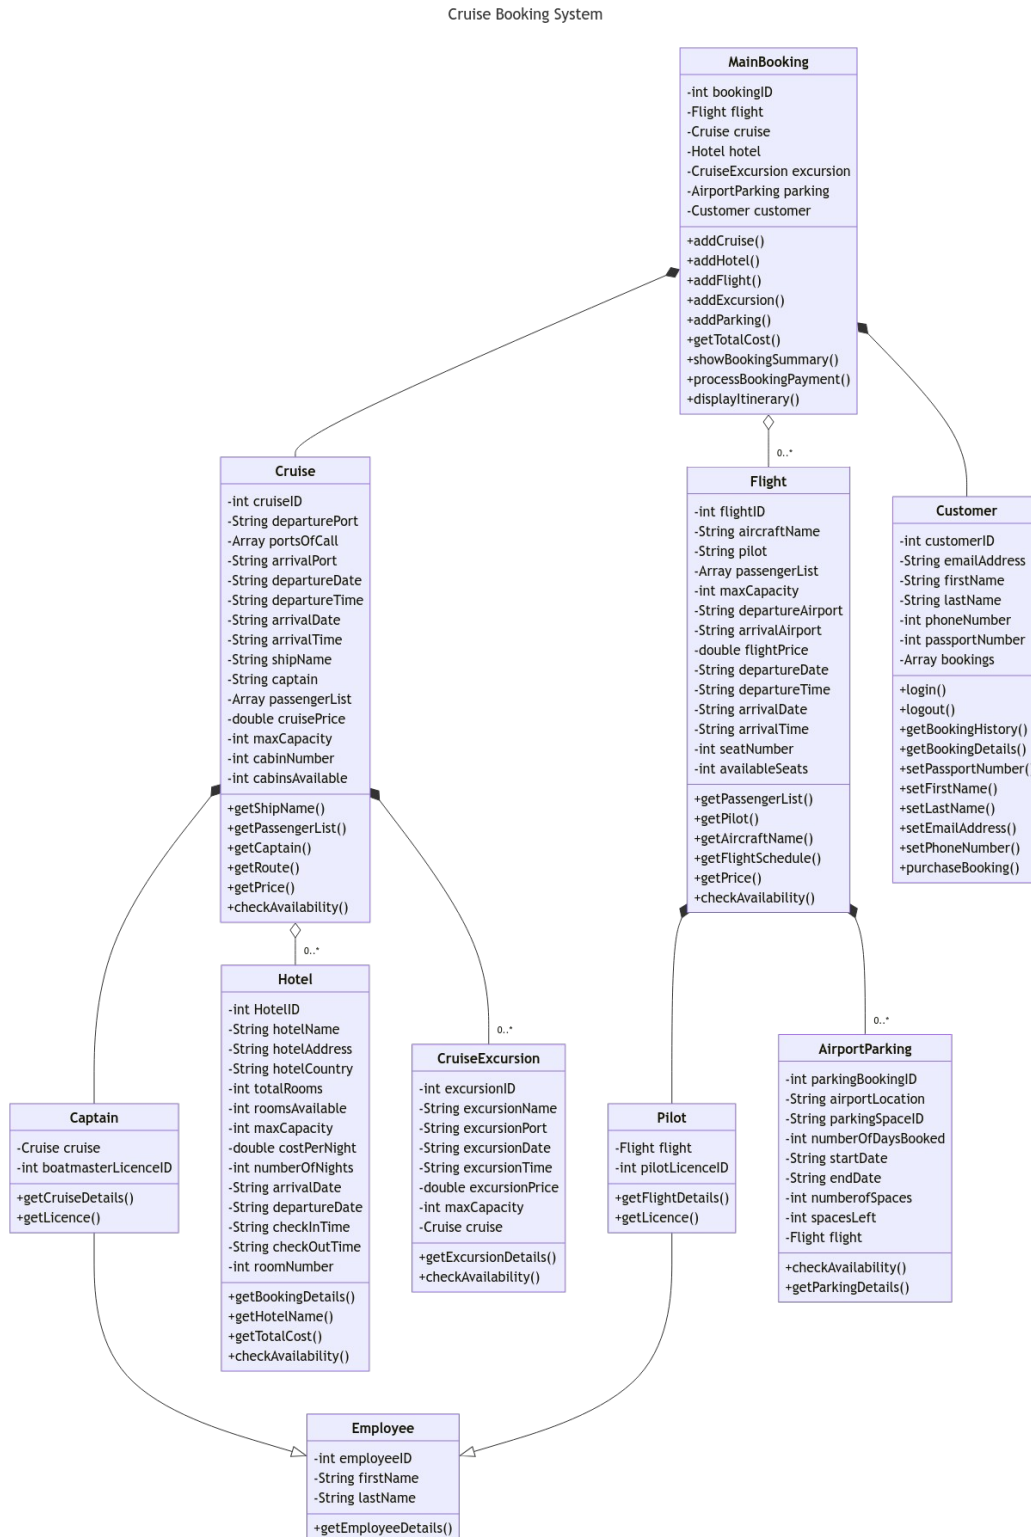 Cruise Booking System
MainBooking
-int bookingID
-Flight flight
-Cruise cruise
-Hotel hotel
-CruiseExcursion excursion
-AirportParking parking
-Customer customer
+addCruise()
+addHotel()
+addFlight()
+addExcursion()
+addParking()
+getTotalCost()
+showBookingSummary()
+processBookingPayment()
+displayItinerary()
0..*
Cruise
-int cruiseID
-String departurePort
-Array portsOfCall
-String arrivalPort
-String departureDate
-String departureTime
-String arrivalDate
-String arrivalTime
-String shipName
-String captain
-Array passengerList
-double cruisePrice
-int maxCapacity
-int cabinNumber
-int cabinsAvailable
+getShipName()
+getPassengerList()
+getCaptain()
+getRoute()
+getPrice()
+checkAvailability()
Flight
-int flightID
-String aircraftName
-String pilot
-Array passengerList
-int maxCapacity
-String departureAirport
-String arrivalAirport
-double flightPrice
-String departureDate
-String departureTime
-String arrivalDate
-String arrivalTime
-int seatNumber
-int availableSeats
+getPassengerList()
+getPilot()
+getAircraftName()
+getFlightSchedule()
+getPrice()
+checkAvailability()
Customer
-int customerID
-String emailAddress
-String firstName
-String lastName
-int phoneNumber
-int passportNumber
-Array bookings
+login()
+logout()
+getBookingHistory()
+getBookingDetails()
+setPassportNumber()
+setFirstName()
+setLastName()
+setEmailAddress()
+setPhoneNumber()
+purchaseBooking()
0..*
0..*
0..*
Captain
-Cruise cruise
-int boatmasterLicenceID
+getCruiseDetails()
+getLicence()
Hotel
-int HotelID
-String hotelName
-String hotelAddress
-String hotelCountry
-int totalRooms
-int roomsAvailable
-int maxCapacity
-double costPerNight
-int numberOfNights
-String arrivalDate
-String departureDate
-String checkInTime
-String checkOutTime
-int roomNumber
+getBookingDetails()
+getHotelName()
+getTotalCost()
+checkAvailability()
CruiseExcursion
-int excursionID
-String excursionName
-String excursionPort
-String excursionDate
-String excursionTime
-double excursionPrice
-int maxCapacity
-Cruise cruise
+getExcursionDetails()
+checkAvailability()
Pilot
-Flight flight
-int pilotLicenceID
+getFlightDetails()
+getLicence()
AirportParking
-int parkingBookingID
-String airportLocation
-String parkingSpaceID
-int numberOfDaysBooked
-String startDate
-String endDate
-int numberofSpaces
-int spacesLeft
-Flight flight
+checkAvailability()
+getParkingDetails()
Employee
-int employeeID
-String firstName
-String lastName
+getEmployeeDetails()